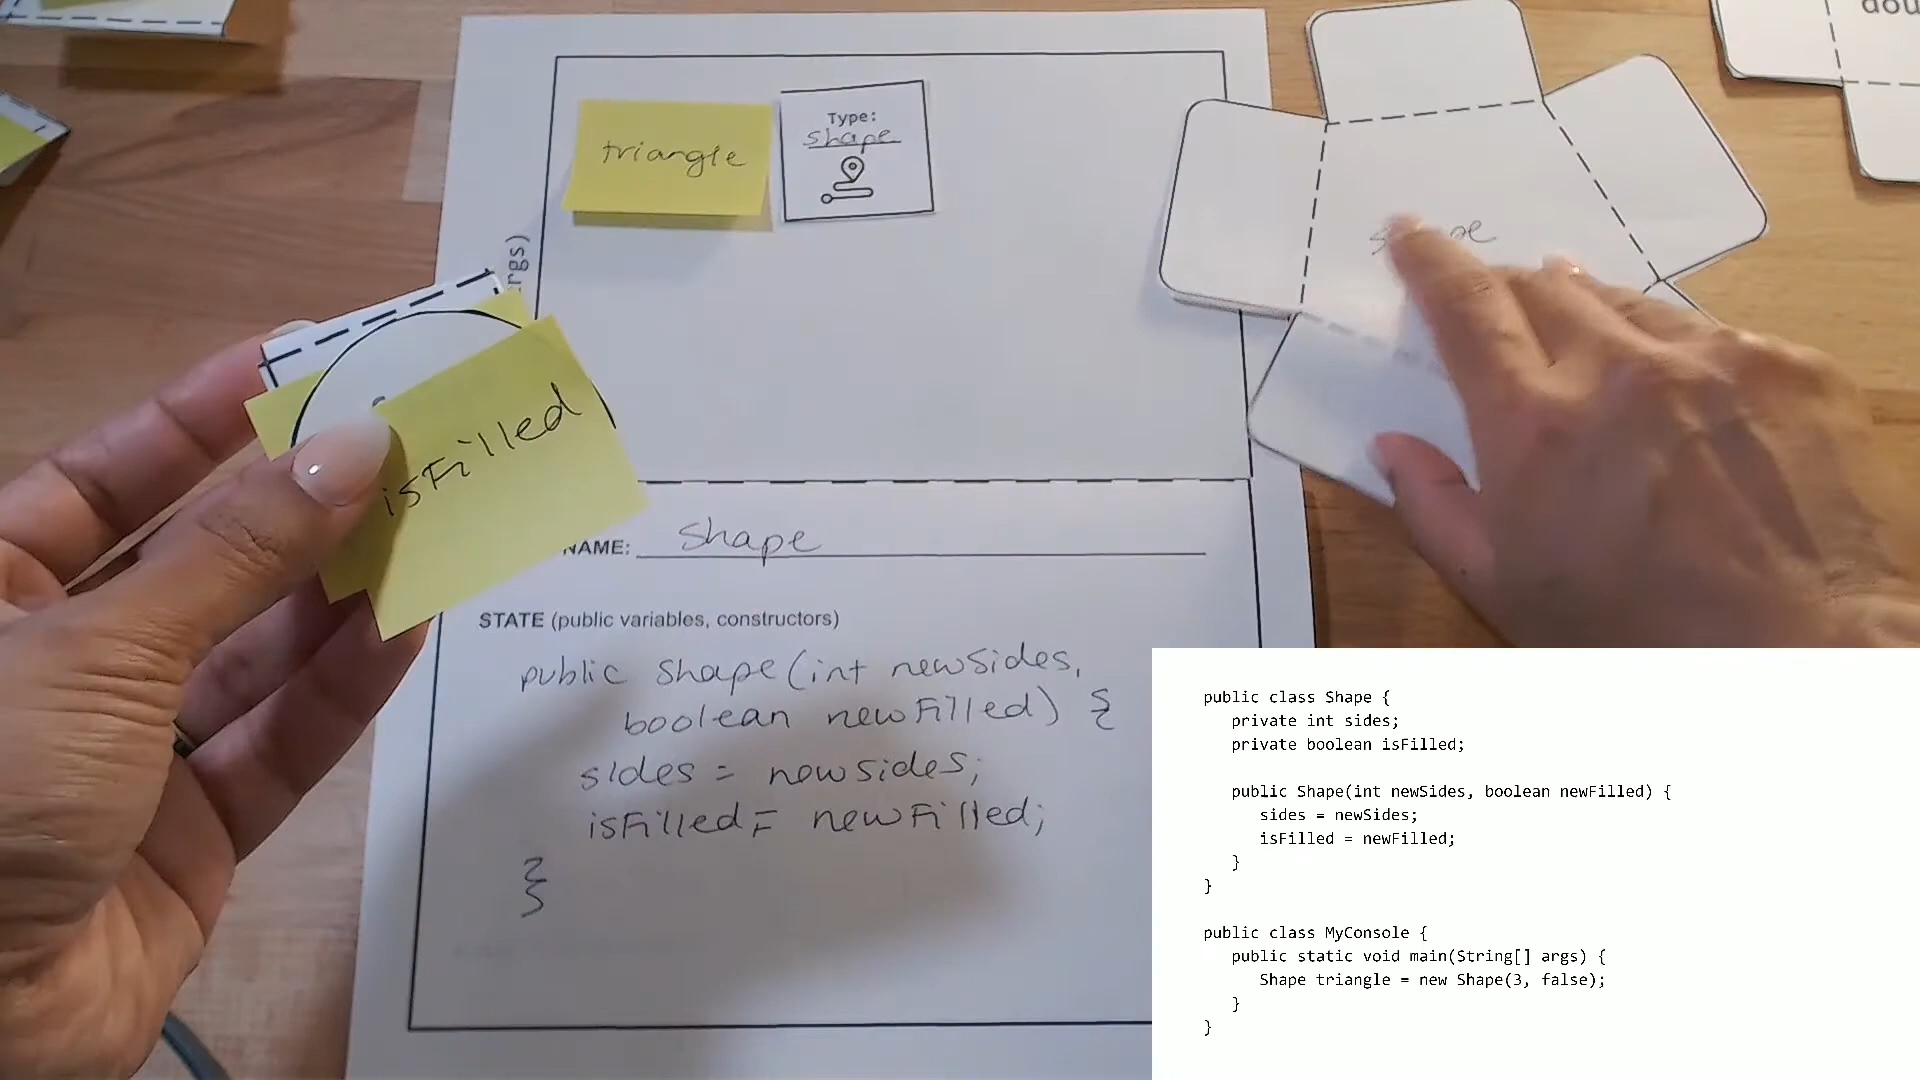 dou
triangle
Type:
shape
rgs)
isFilled
NAME: Shape
STATE (public variables, constructors)
public Shape(int newSides,
boolean newFilled) {
sides = newSides;
isFilled = newFilled;
}
public class Shape {
private int sides;
private boolean isFilled;
public Shape(int newSides, boolean newFilled) {
sides = newSides;
isFilled = newFilled;
}
}
public class MyConsole {
public static void main(String[] args) {
Shape triangle = new Shape(3, false);
}
}